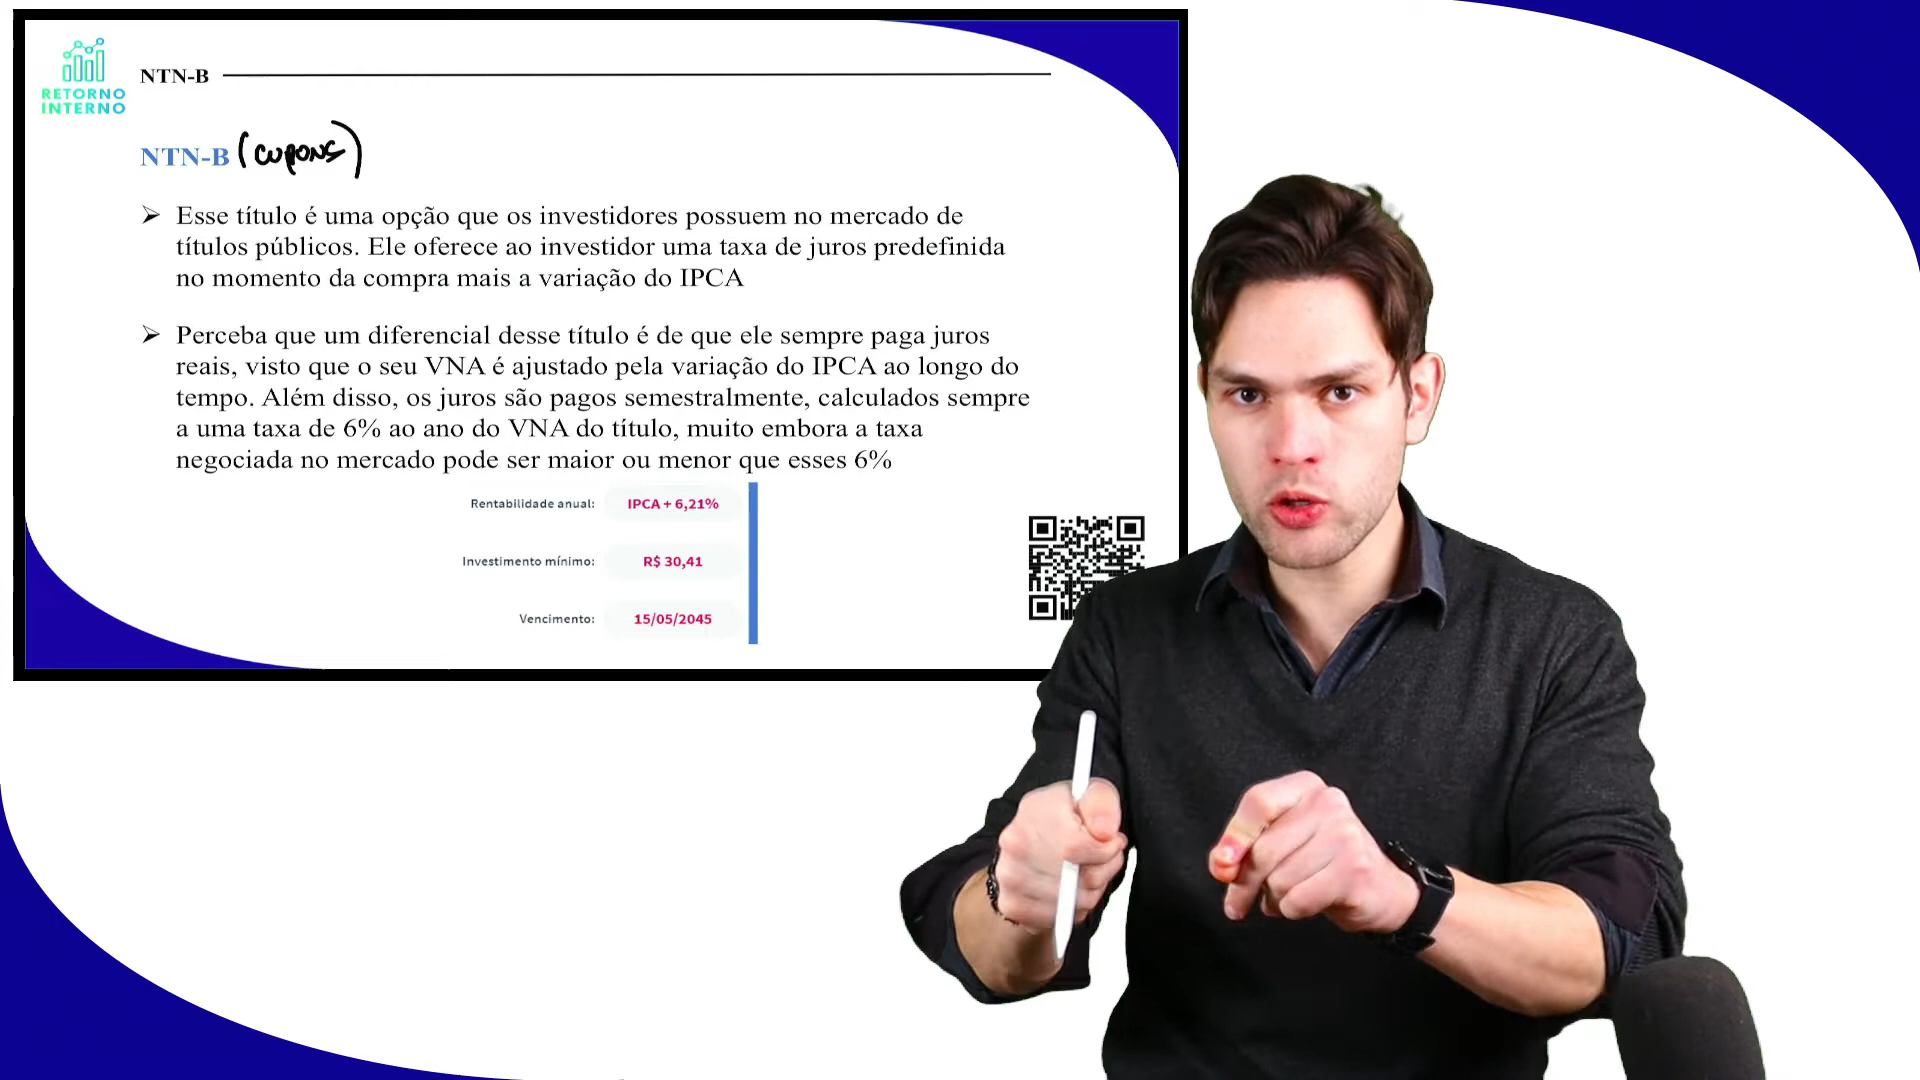 RETORNO
INTERNO
NTN-B
NTN-B (cupons)
Esse título é uma opção que os investidores possuem no mercado de
títulos públicos. Ele oferece ao investidor uma taxa de juros predefinida
no momento da compra mais a variação do IPCA
Perceba que um diferencial desse título é de que ele sempre paga juros
reais, visto que o seu VNA é ajustado pela variação do IPCA ao longo do
tempo. Além disso, os juros são pagos semestralmente, calculados sempre
a uma taxa de 6% ao ano do VNA do título, muito embora a taxa
negociada no mercado pode ser maior ou menor que esses 6%
Rentabilidade anual: IPCA + 6,21%
Investimento mínimo: R$ 30,41
Vencimento: 15/05/2045